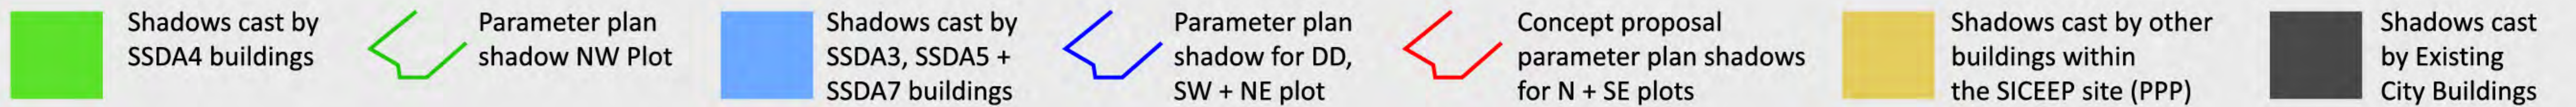 Shadows cast by
SSDA4 buildings
Parameter plan
shadow NW Plot
Shadows cast by
SSDA3, SSDA5 +
SSDA7 buildings
Parameter plan
shadow for DD,
SW + NE plot
Concept proposal
parameter plan shadows
for N + SE plots
Shadows cast by other
buildings within
the SICEEP site (PPP)
Shadows cast
by Existing
City Buildings